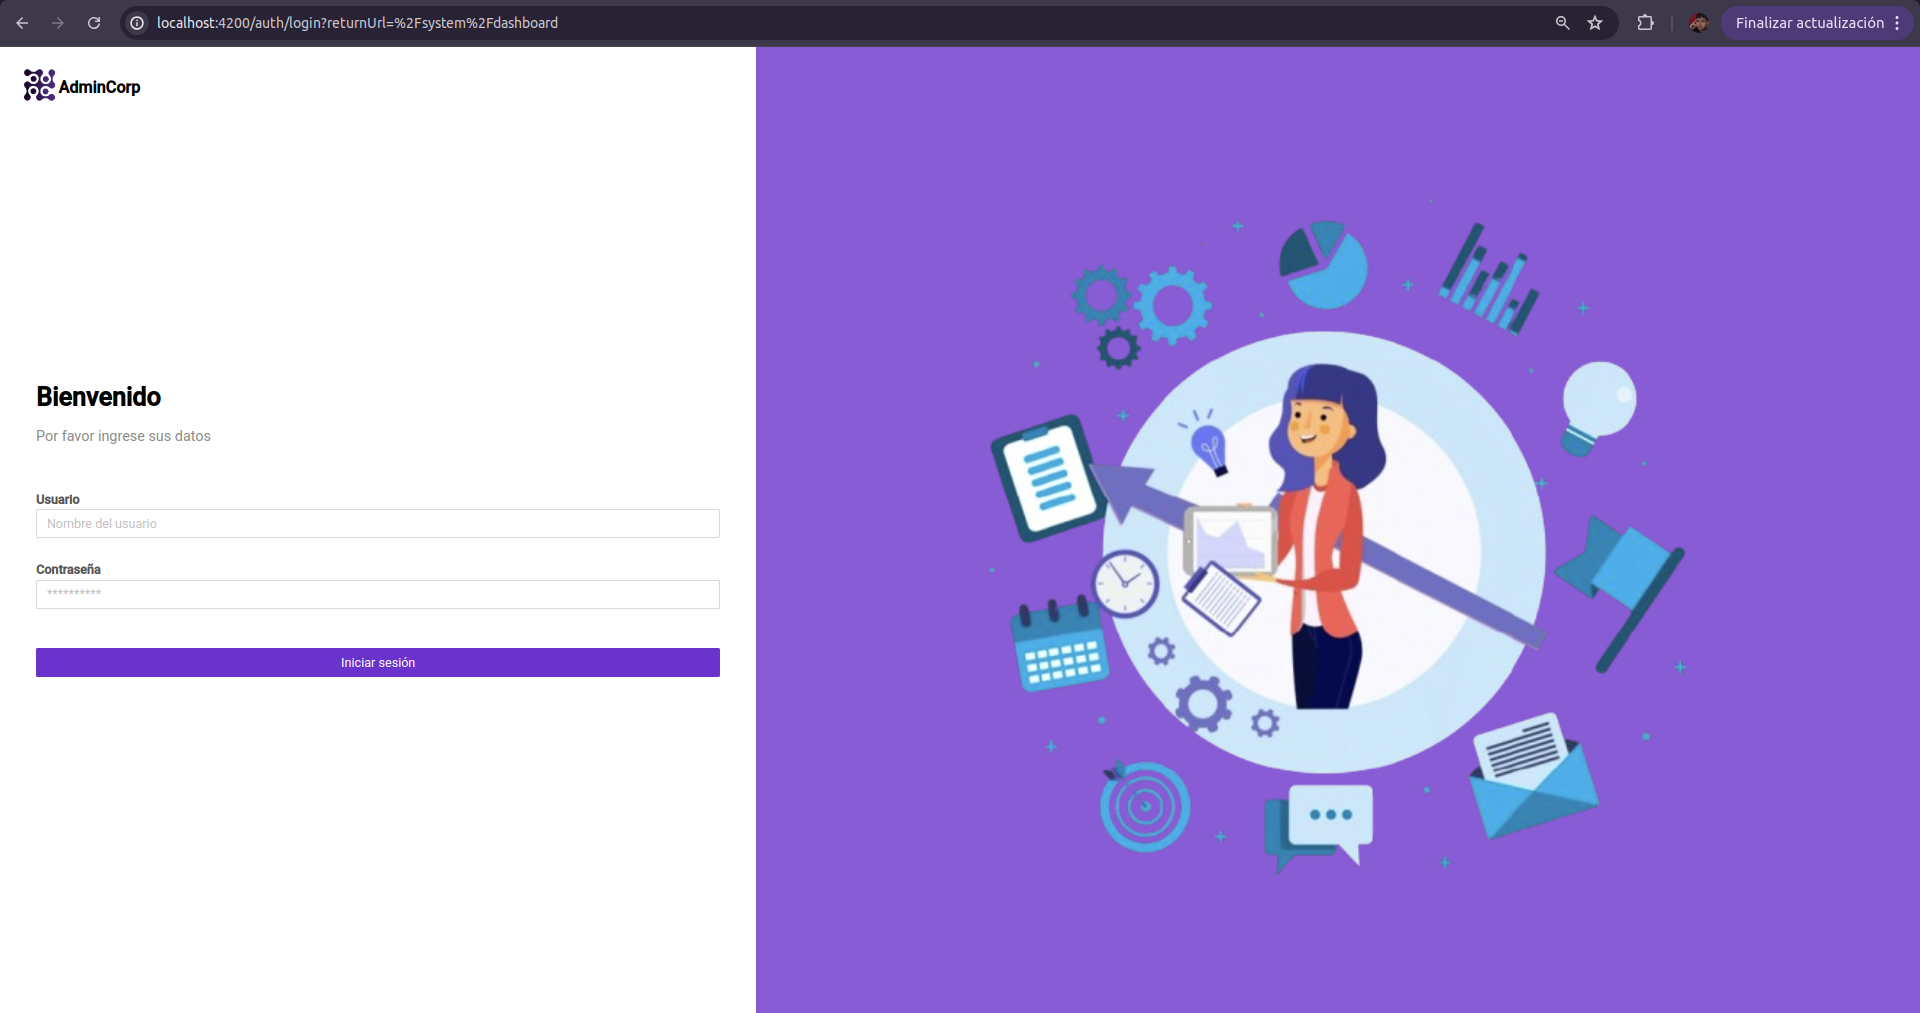 localhost:4200/auth/login?returnUrl=%2Fsystem%2Fdashboard
Finalizar actualización
AdminCorp
Bienvenido
Por favor ingrese sus datos
Usuario
Nombre del usuario
Contraseña
**********
Iniciar sesión